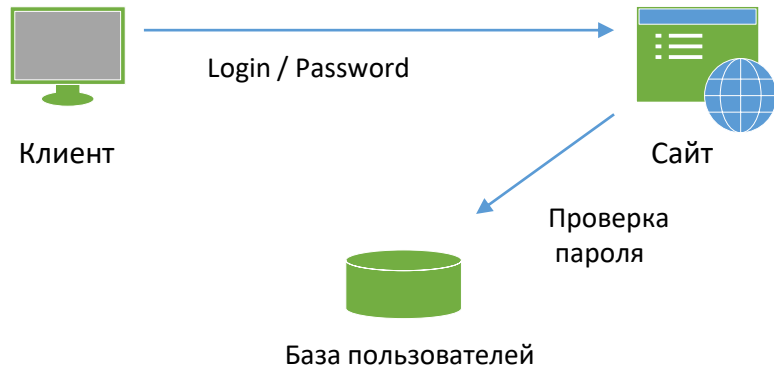 Login / Password
Клиент
Сайт
Проверка
пароля
База пользователей